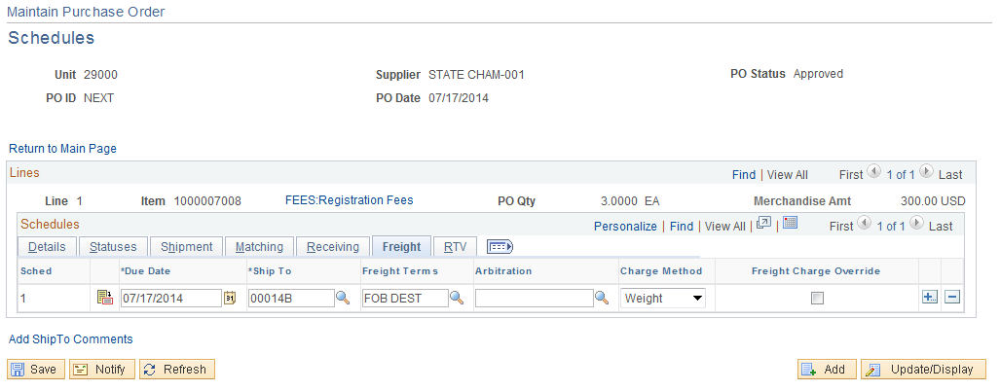 Maintain Purchase Order
Schedules
Unit 29000 Supplier STATE CHAM-001 PO Status Approved
PO ID NEXT PO Date 07/17/2014
Return to Main Page
Lines Find | View All First 1 of 1 Last
Line 1 Item 1000007008 FEES:Registration Fees PO Qty 3.0000 EA Merchandise Amt 300.00 USD
Schedules Personalize | Find | View All | | First 1 of 1 Last
Details Statuses Shipment Matching Receiving Freight RTV
Sched *Due Date *Ship To Freight Terms Arbitration Charge Method Freight Charge Override
1 07/17/2014 31 00014B FOB DEST Weight
Add ShipTo Comments
Save Notify Refresh Add Update/Display